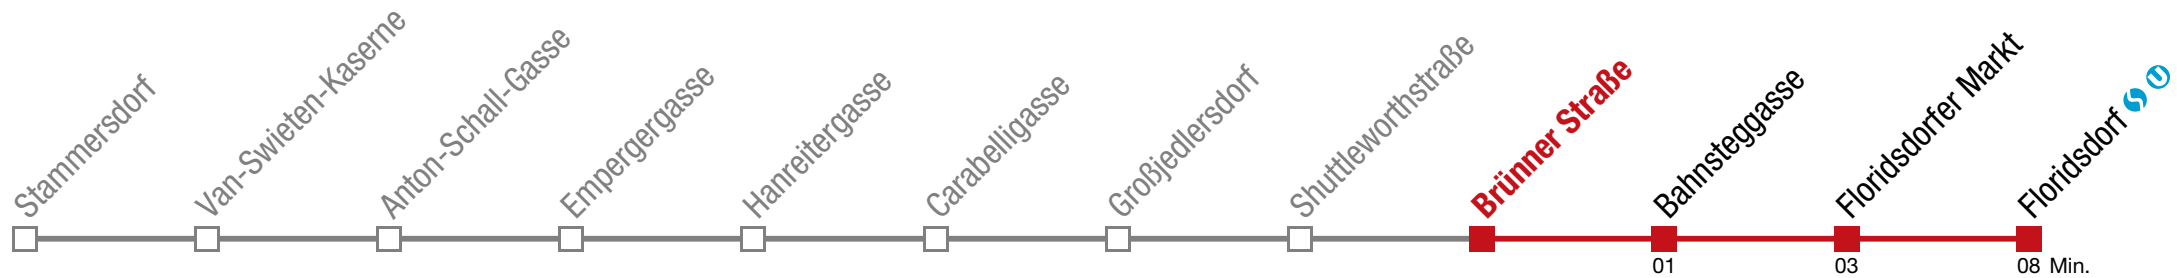 Stammersdorf
Van-Swieten-Kaserne
Anton-Schall-Gasse
Empergergasse
Hanreitergasse
Carabelligasse
Großjedlersdorf
Shuttleworthstraße
Brünner Straße
Bahnsteggasse
Floridsdorfer Markt
Floridsdorf S U
01 03 08 Min.